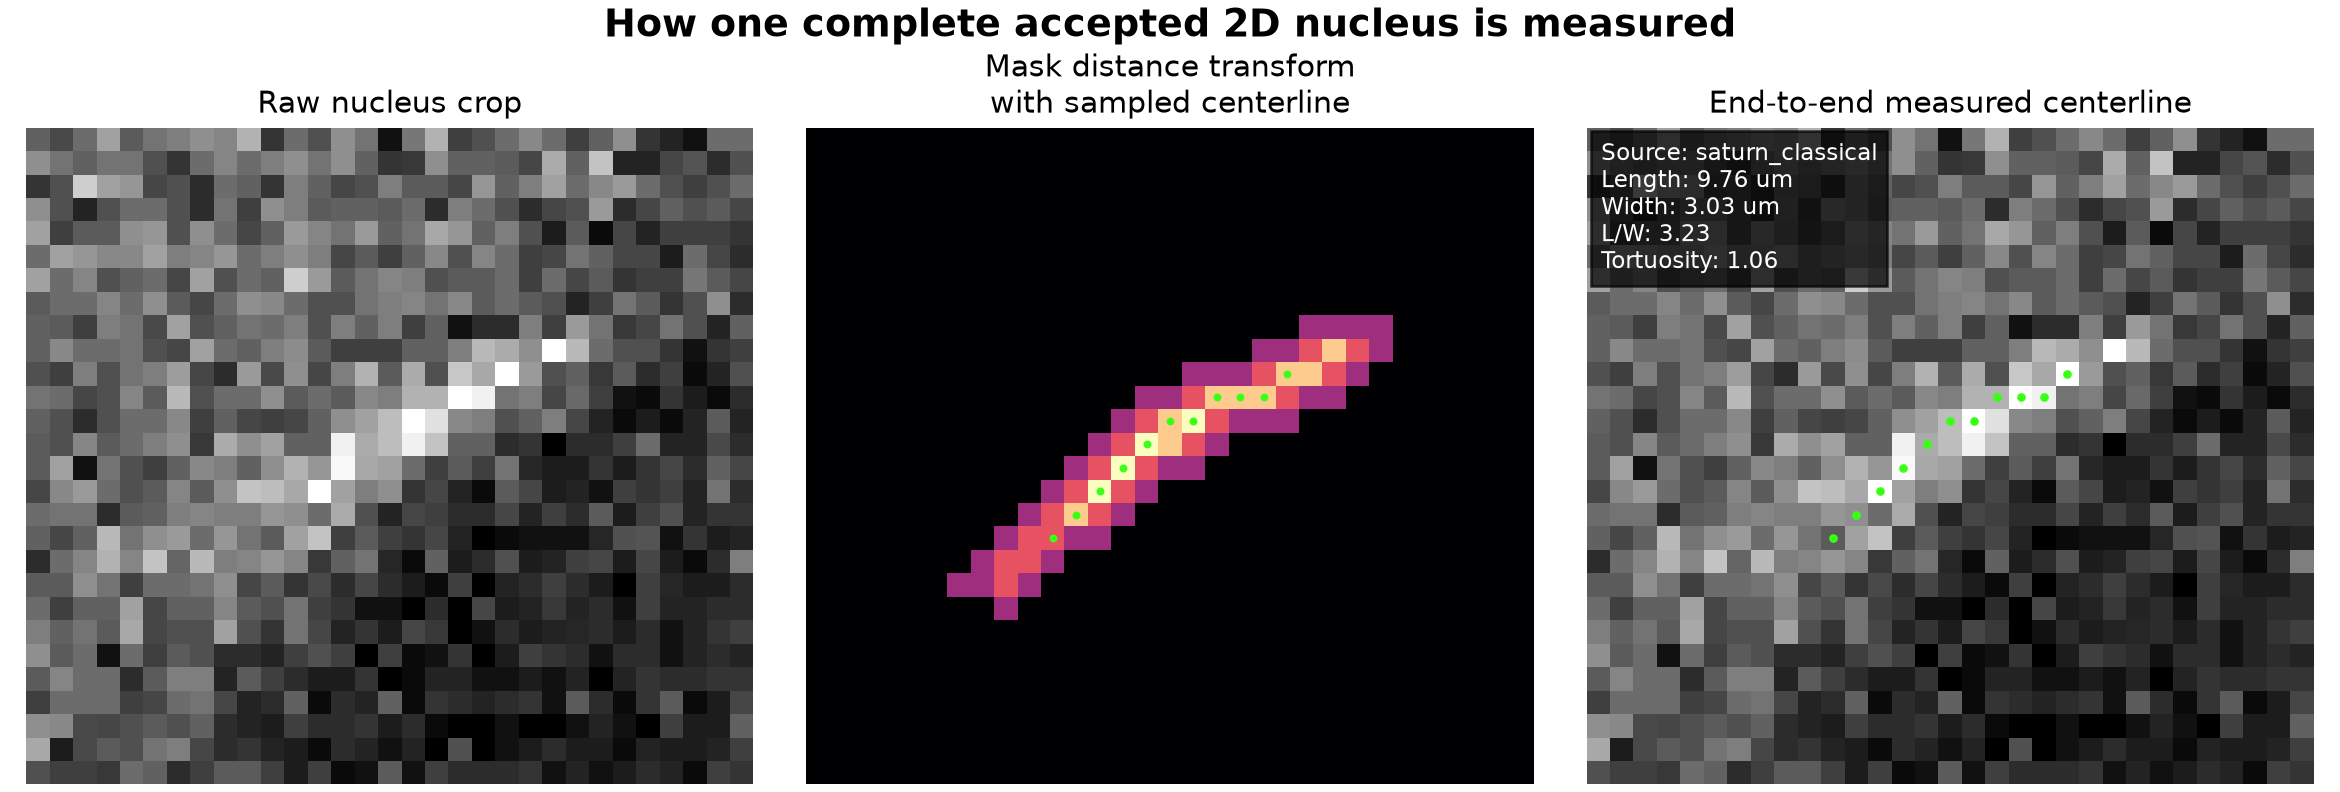 How one complete accepted 2D nucleus is measured
Raw nucleus crop
Mask distance transform
with sampled centerline
End-to-end measured centerline
Source: saturn_classical
Length: 9.76 um
Width: 3.03 um
L/W: 3.23
Tortuosity: 1.06